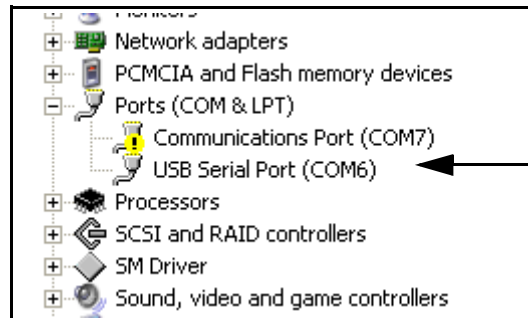 Monitors
Network adapters
PCMCIA and Flash memory devices
Ports (COM & LPT)
Communications Port (COM7)
USB Serial Port (COM6)
Processors
SCSI and RAID controllers
SM Driver
Sound, video and game controllers